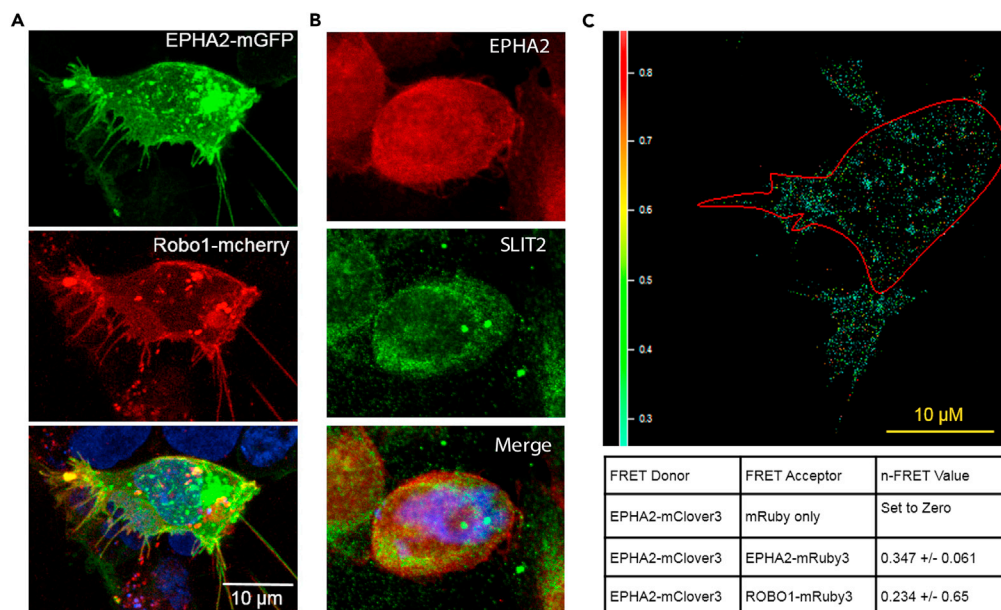 A
EPHA2-mGFP
Robo1-mcherry
10 µm
B
EPHA2
SLIT2
Merge
C
0.8
0.7
0.6
0.5
0.4
0.3
10 µM
FRET Donor FRET Acceptor n-FRET Value
EPHA2-mClover3 mRuby only Set to Zero
EPHA2-mClover3 EPHA2-mRuby3 0.347 +/- 0.061
EPHA2-mClover3 ROBO1-mRuby3 0.234 +/- 0.65